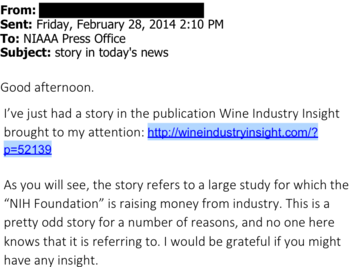 From:
Sent: Friday, February 28, 2014 2:10 PM
To: NIAAA Press Office
Subject: story in today's news
Good afternoon.
I've just had a story in the publication Wine Industry Insight
brought to my attention: http://wineindustryinsight.com/?
p=52139
As you will see, the story refers to a large study for which the
“NIH Foundation” is raising money from industry. This is a
pretty odd story for a number of reasons, and no one here
knows that it is referring to. I would be grateful if you might
have any insight.